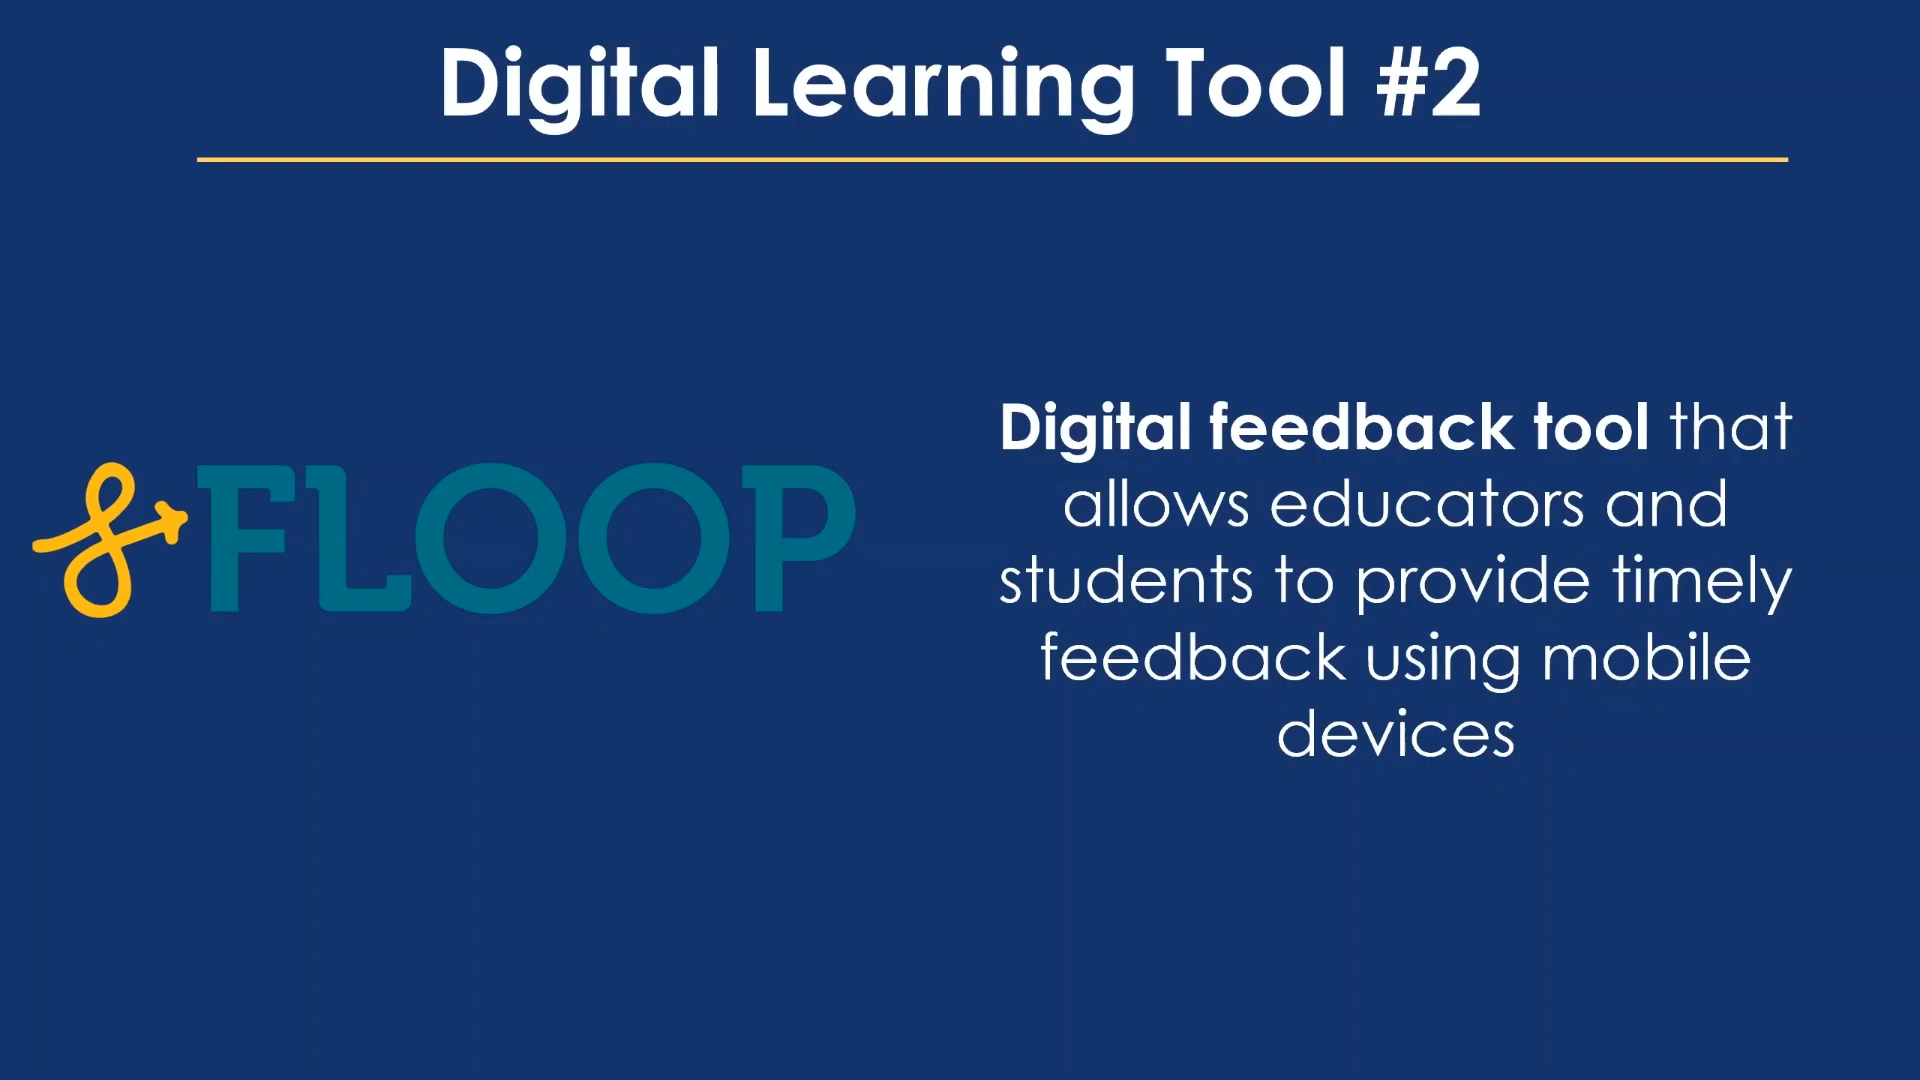 Digital Learning Tool #2
FLOOP
Digital feedback tool that
allows educators and
students to provide timely
feedback using mobile
devices